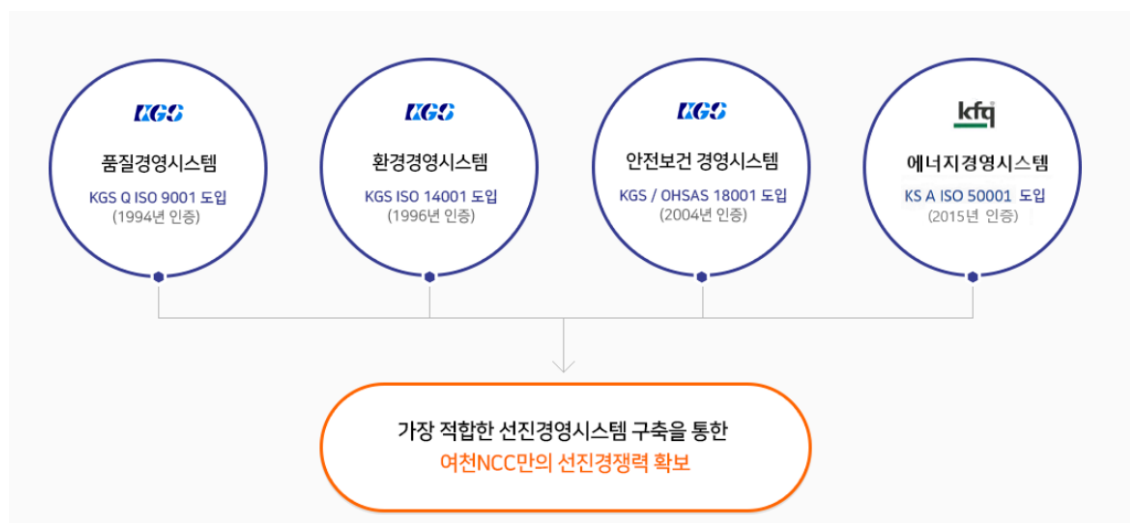 KGS
품질경영시스템
KGS Q ISO 9001 도입
(1994년 인증)
KGS
환경경영시스템
KGS ISO 14001 도입
(1996년 인증)
KGS
안전보건 경영시스템
KGS / OHSAS 18001 도입
(2004년 인증)
kfq
에너지경영시스템
KS A ISO 50001 도입
(2015년 인증)
가장 적합한 선진경영시스템 구축을 통한
여천NCC만의 선진경쟁력 확보